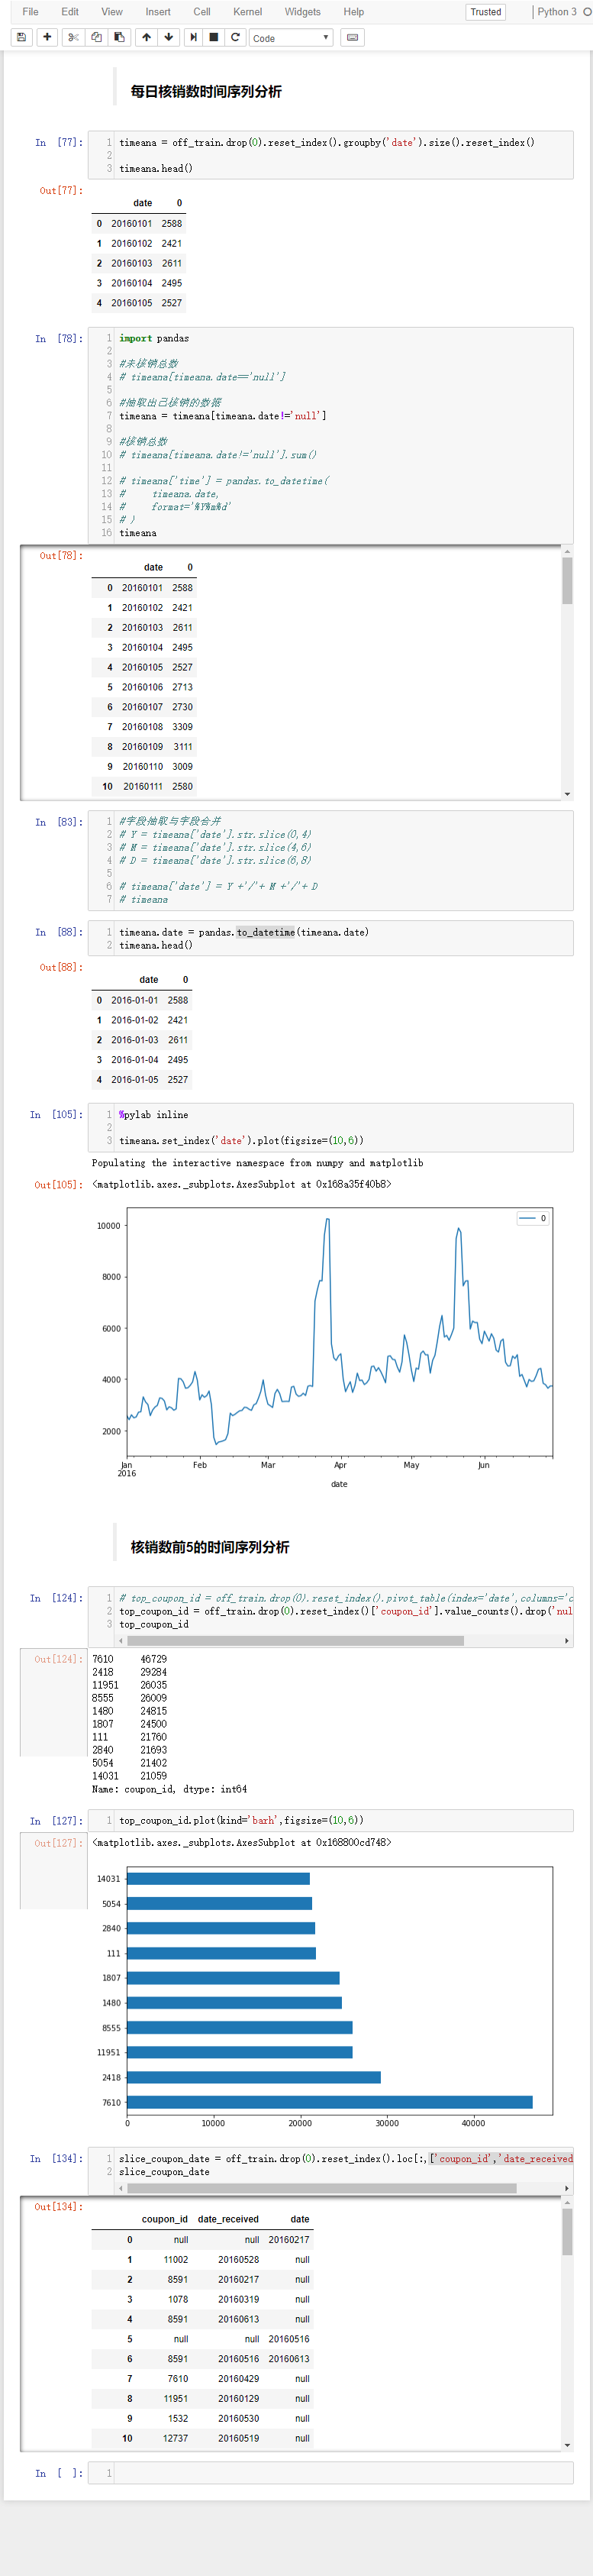 File Edit View Insert Cell Kernel Widgets Help Trusted Python 3
Code
每日核销数时间序列分析
In [77]:
1 timeana = off_train.drop(0).reset_index().groupby('date').size().reset_index()
2
3 timeana.head()
Out[77]:
date 0
0 20160101 2588
1 20160102 2421
2 20160103 2611
3 20160104 2495
4 20160105 2527
In [78]:
1 import pandas
2
3 #未核销总数
4 # timeana[timeana.date=='null']
5
6 #抽取出已核销的数据
7 timeana = timeana[timeana.date!='null']
8
9 #核销总数
10 # timeana[timeana.date!='null'].sum()
11
12 # timeana['time'] = pandas.to_datetime(
13 # timeana.date,
14 # format='%Y%m%d'
15 # )
16 timeana
Out[78]:
date 0
0 20160101 2588
1 20160102 2421
2 20160103 2611
3 20160104 2495
4 20160105 2527
5 20160106 2713
6 20160107 2730
7 20160108 3309
8 20160109 3111
9 20160110 3009
10 20160111 2580
In [83]:
1 #字段抽取与字段合并
2 # Y = timeana['date'].str.slice(0,4)
3 # M = timeana['date'].str.slice(4,6)
4 # D = timeana['date'].str.slice(6,8)
5
6 # timeana['date'] = Y +'/'+ M +'/'+ D
7 # timeana
In [88]:
1 timeana.date = pandas.to_datetime(timeana.date)
2 timeana.head()
Out[88]:
date 0
0 2016-01-01 2588
1 2016-01-02 2421
2 2016-01-03 2611
3 2016-01-04 2495
4 2016-01-05 2527
In [105]:
1 %pylab inline
2
3 timeana.set_index('date').plot(figsize=(10,6))
Populating the interactive namespace from numpy and matplotlib
Out[105]: <matplotlib.axes._subplots.AxesSubplot at 0x168a35f40b8>
0
10000
8000
6000
4000
2000
Jan Feb Mar Apr May Jun
2016
date
核销数前5的时间序列分析
In [124]:
1 # top_coupon_id = off_train.drop(0).reset_index().pivot_table(index='date',columns='c
2 top_coupon_id = off_train.drop(0).reset_index()['coupon_id'].value_counts().drop('nul
3 top_coupon_id
Out[124]:
7610 46729
2418 29284
11951 26035
8555 26009
1480 24815
1807 24500
111 21760
2840 21693
5054 21402
14031 21059
Name: coupon_id, dtype: int64
In [127]:
1 top_coupon_id.plot(kind='barh',figsize=(10,6))
Out[127]: <matplotlib.axes._subplots.AxesSubplot at 0x168800cd748>
14031
5054
2840
111
1807
1480
8555
11951
2418
7610
0 10000 20000 30000 40000
In [134]:
1 slice_coupon_date = off_train.drop(0).reset_index().loc[:,['coupon_id','date_received
2 slice_coupon_date
Out[134]:
coupon_id date_received date
0 null null 20160217
1 11002 20160528 null
2 8591 20160217 null
3 1078 20160319 null
4 8591 20160613 null
5 null null 20160516
6 8591 20160516 20160613
7 7610 20160429 null
8 11951 20160129 null
9 1532 20160530 null
10 12737 20160519 null
In [ ]:
1